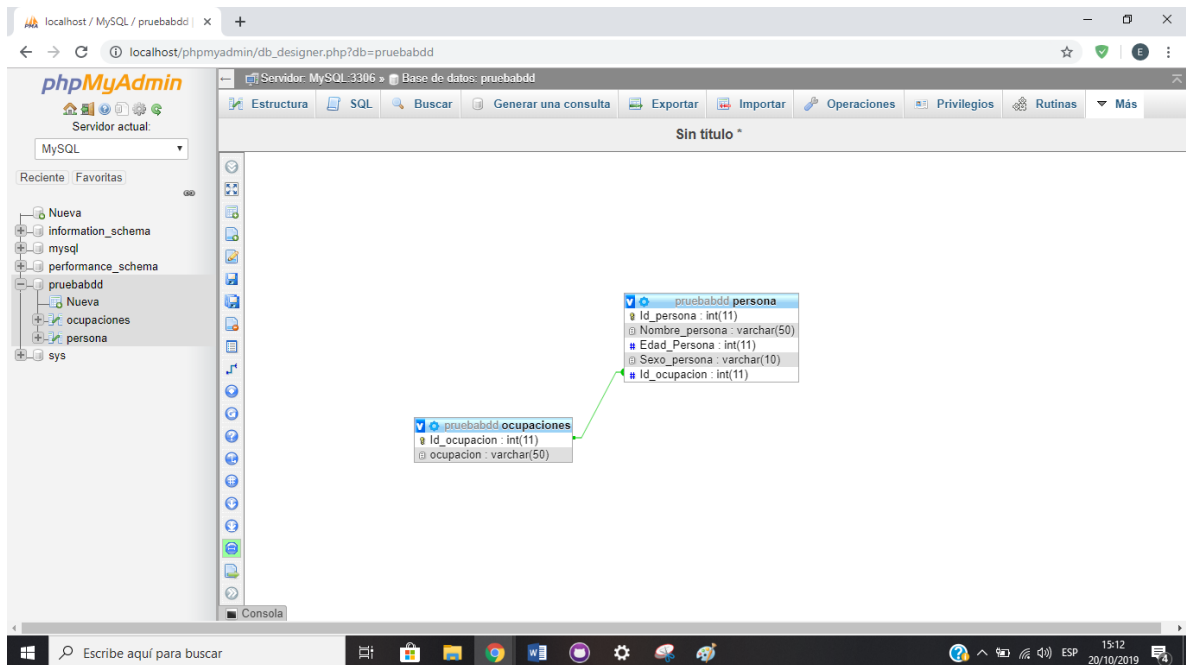 localhost / MySQL / pruebabdd |
localhost/phpmyadmin/db_designer.php?db=pruebabdd
E
phpMyAdmin
Servidor actual:
MySQL
Reciente Favoritas
Nueva
information_schema
mysql
performance_schema
pruebabdd
Nueva
ocupaciones
persona
sys
Servidor: MySQL:3306 » Base de datos: pruebabdd
Estructura SQL Buscar Generar una consulta Exportar Importar Operaciones Privilegios Rutinas Más
Sin título *
pruebabdd persona
Id_persona : int(11)
Nombre_persona : varchar(50)
# Edad_Persona : int(11)
Sexo_persona : varchar(10)
# Id_ocupacion : int(11)
pruebabdd ocupaciones
Id_ocupacion : int(11)
ocupacion : varchar(50)
Consola
Escribe aquí para buscar
ESP
15:12
20/10/2019
4